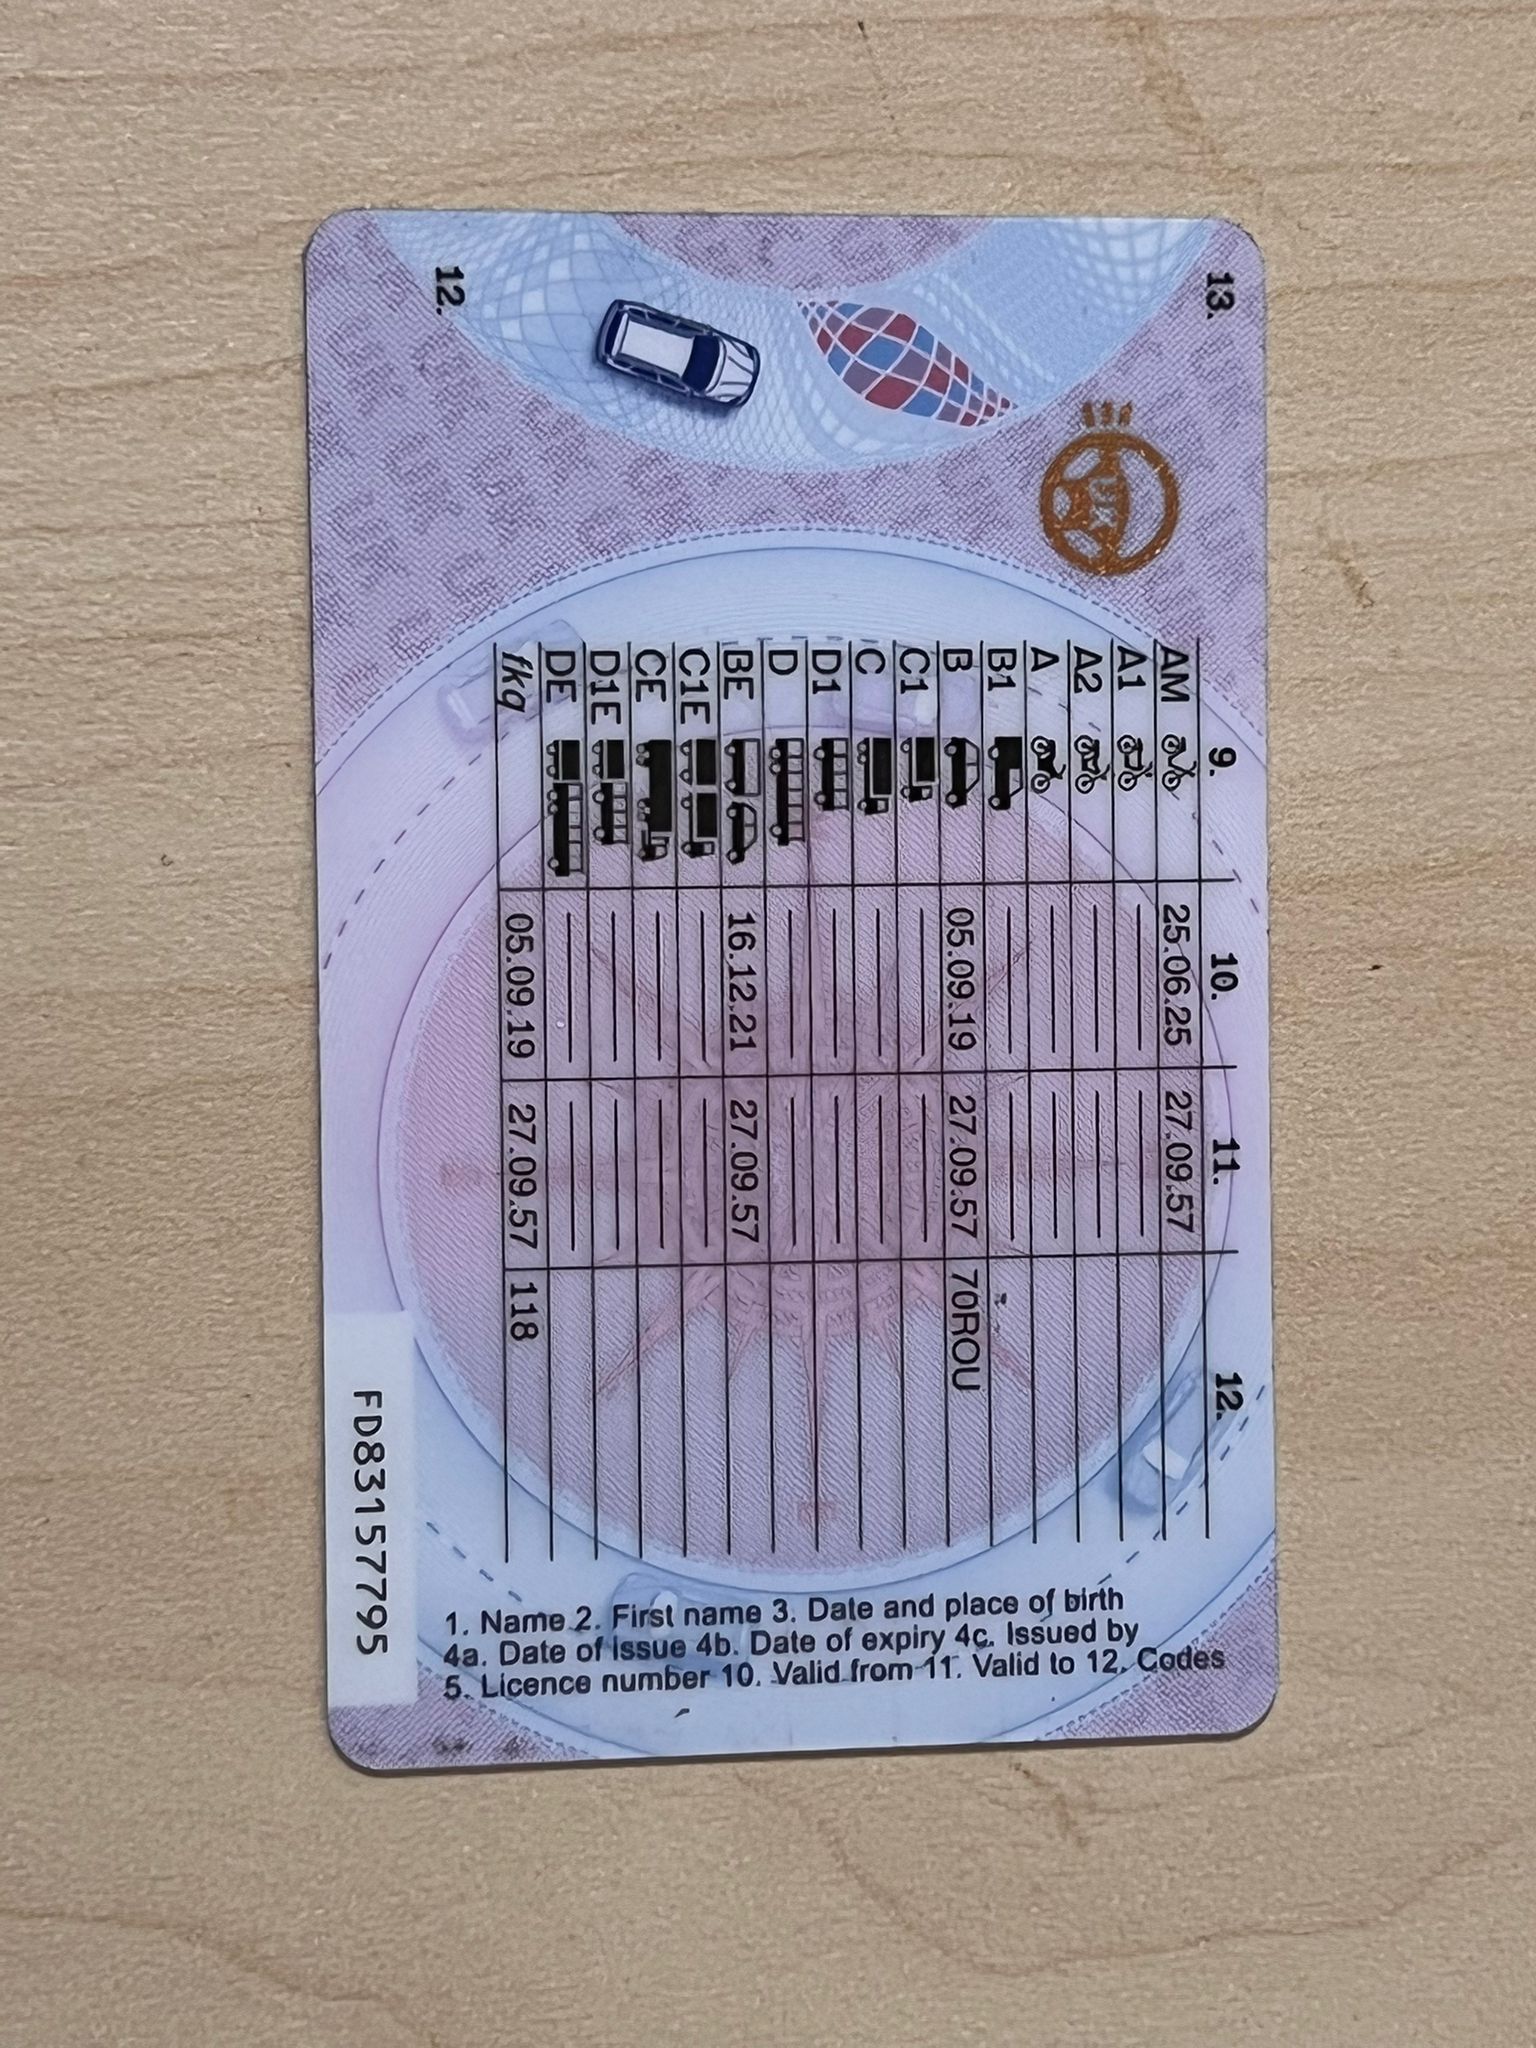 13.
12.
UK
9. 10. 11. 12.
AM 25.06.25 27.09.57
A1
A2
A
B1
B 05.09.19 27.09.57 70ROU
C1
C
D1
D
BE 16.12.21 27.09.57
C1E
CE
D1E
DE
fkq 05.09.19 27.09.57 118
1. Name 2. First name 3. Date and place of birth
4a. Date of issue 4b. Date of expiry 4c. Issued by
5. Licence number 10. Valid from 11. Valid to 12. Codes
FD83157795